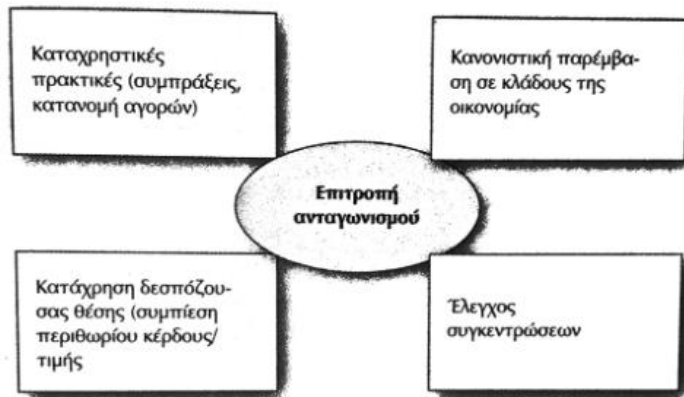 Καταχρηστικές
πρακτικές (συμπράξεις,
κατανομή αγορών)
Κανονιστική παρέμβα-
ση σε κλάδους της
οικονομίας
Επιτροπή
ανταγωνισμού
Κατάχρηση δεσπόζου-
σας θέσης (συμπίεση
περιθωρίου κέρδους/
τιμής
Έλεγχος
συγκεντρώσεων